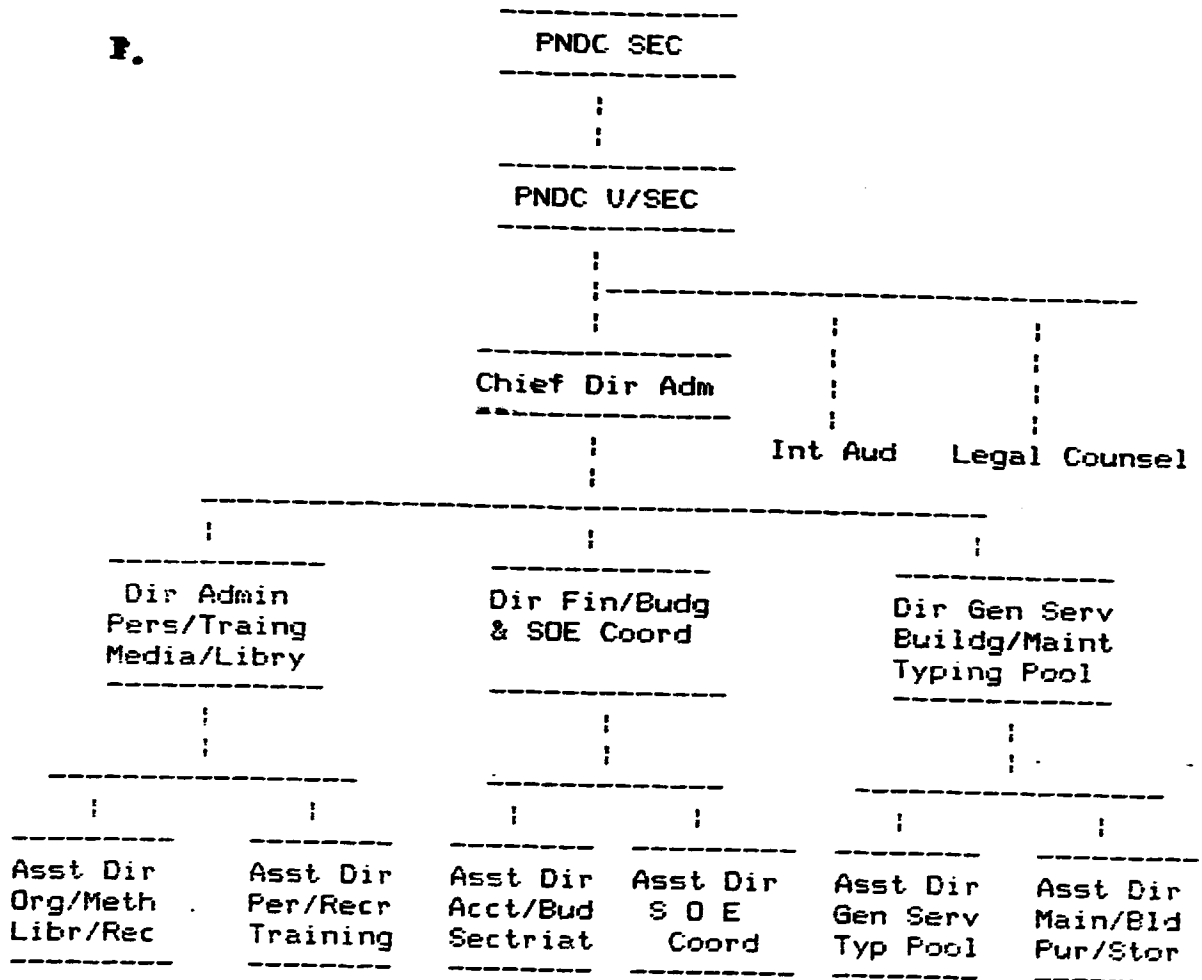 P.
PNDC SEC
PNDC U/SEC
Chief Dir Adm
Int Aud
Legal Counsel
Dir Admin
Pers/Traing
Media/Libry
Dir Fin/Budg
& SOE Coord
Dir Gen Serv
Buildg/Maint
Typing Pool
Asst Dir
Org/Meth
Libr/Rec
Asst Dir
Per/Recr
Training
Asst Dir
Acct/Bud
Sectriat
Asst Dir
S O E
Coord
Asst Dir
Gen Serv
Typ Pool
Asst Dir
Main/Bld
Pur/Stor